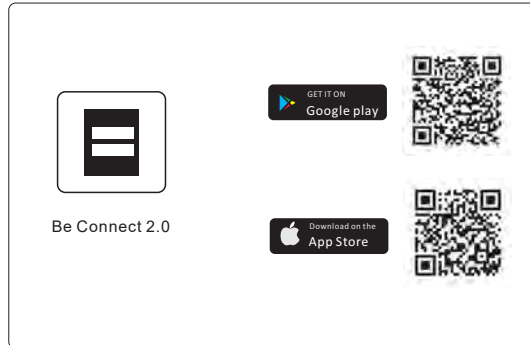 GET IT ON
Google play
Be Connect 2.0
Download on the
App Store